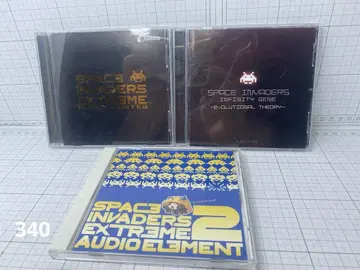 SPACE
INVADERS
EXTREME
SPACE INVADERS
INFINITY GENE
~EVOLUTIONAL THEORY~
SPACE
INVADERS
EXTREME 2
AUDIO ELEMENT
340